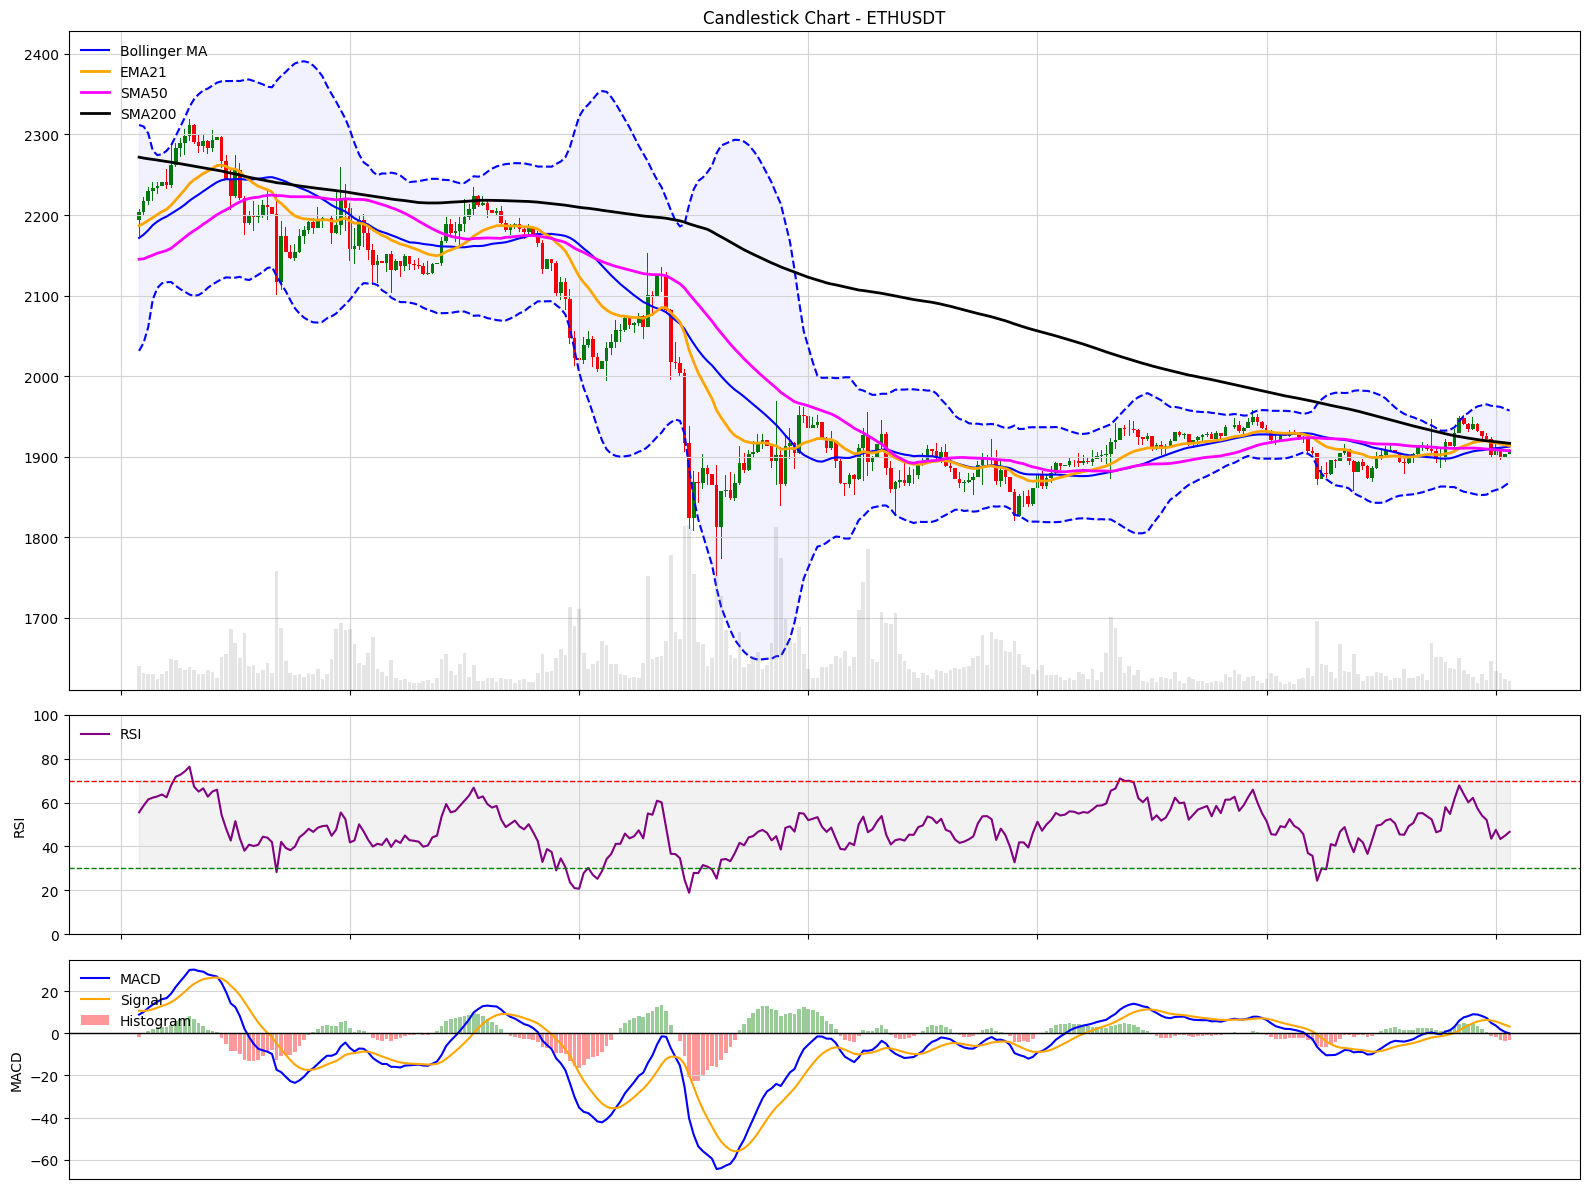 Candlestick Chart - ETHUSDT
Bollinger MA
EMA21
SMA50
SMA200
2400
2300
2200
2100
2000
1900
1800
1700
RSI
RSI
100
80
60
40
20
0
MACD
Signal
Histogram
MACD
20
0
−20
−40
−60